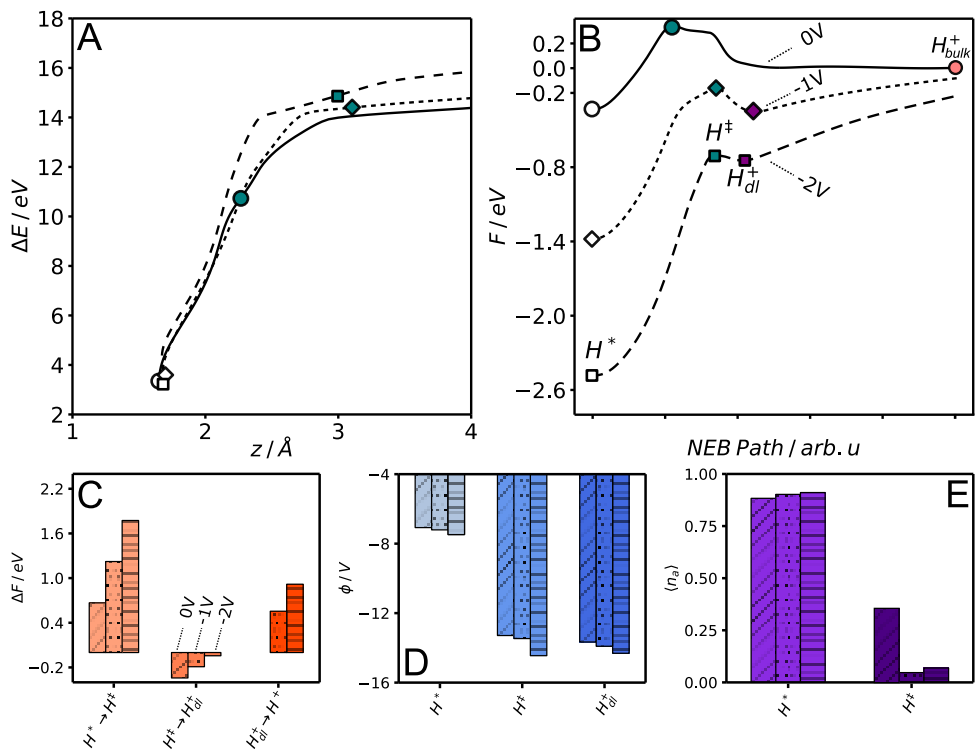 A
ΔE / eV
18
16
14
12
10
8
6
4
2
1
2
3
4
z / Å
B
F / eV
0.2
0.0
−0.2
−0.8
−1.4
−2.0
−2.6
0V
-1V
-2V
H⁺bulk
H‡
H⁺dl
H*
NEB Path / arb. u
C
ΔF / eV
2.2
1.6
1.0
0.4
−0.2
0V
-1V
-2V
H* → H‡
H‡ → H⁺dl
H⁺dl → H⁺
D
ϕ / V
−4
−8
−12
−16
H*
H‡
H⁺dl
E
⟨nₐ⟩
1.00
0.75
0.50
0.25
0.00
H*
H‡